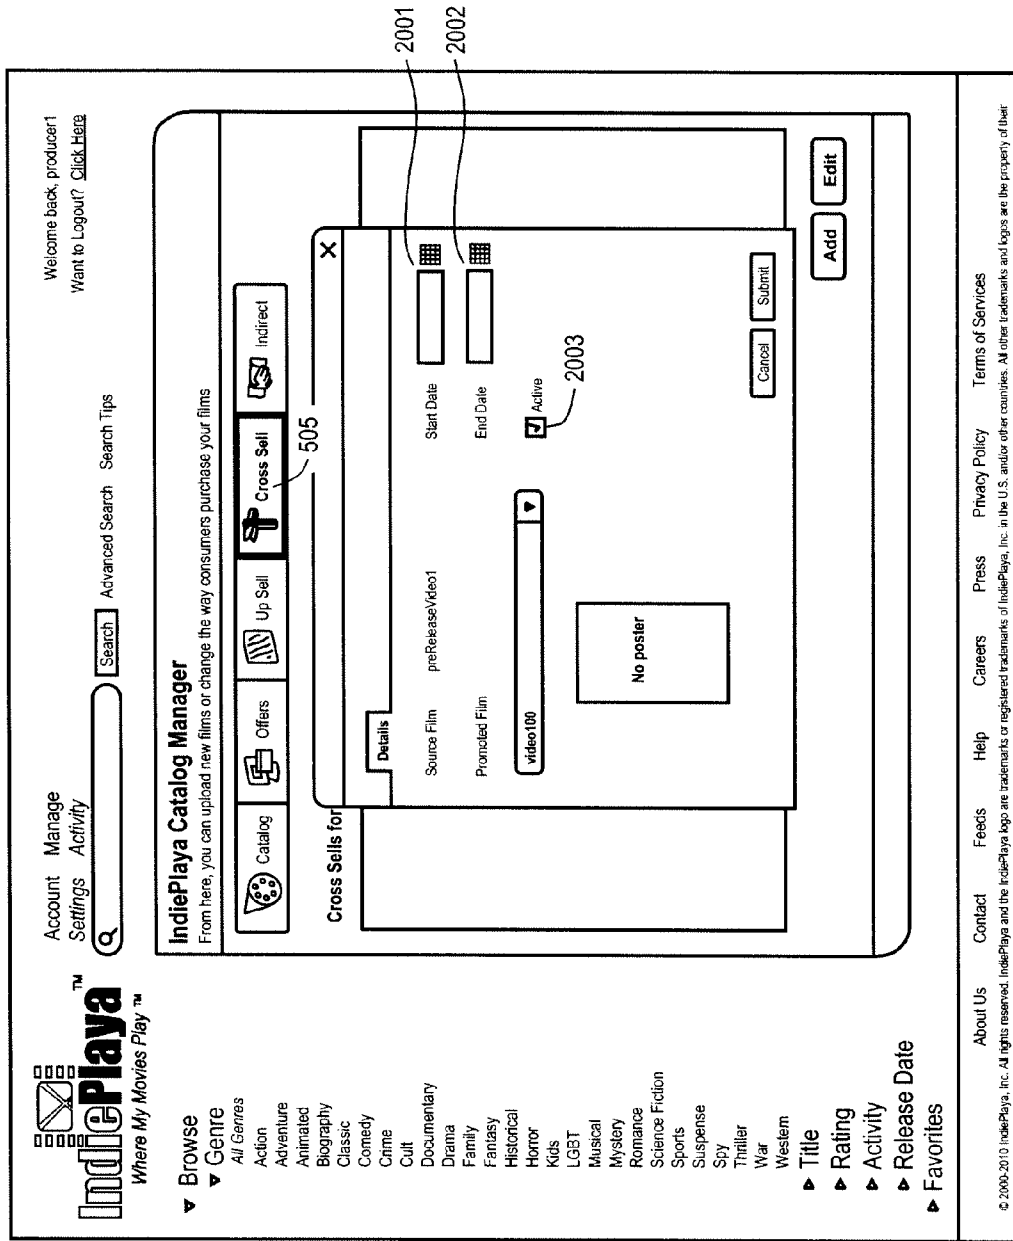 IndiePlaya™
Where My Movies Play ™
Account Settings
Manage Activity
Search
Advanced Search
Search Tips
Welcome back, producer1
Want to Logout? Click Here
▼ Browse
▼ Genre
All Genres
Action
Adventure
Animated
Biography
Classic
Comedy
Crime
Cult
Documentary
Drama
Family
Fantasy
Historical
Horror
Kids
LGBT
Musical
Mystery
Romance
Science Fiction
Sports
Suspense
Spy
Thriller
War
Western
▶ Title
▶ Rating
▶ Activity
▶ Release Date
▶ Favorites
IndiePlaya Catalog Manager
From here, you can upload new films or change the way consumers purchase your films
Catalog
Offers
Up Sell
Cross Sell
Indirect
505
Cross Sells for
X
Details
Source Film
preReleaseVideo1
Start Date
2001
Promoted Film
End Date
2002
video100
Active
2003
No poster
Cancel
Submit
Add
Edit
About Us
Contact
Feeds
Help
Careers
Press
Privacy Policy
Terms of Services
© 2000-2010 IndiePlaya, Inc. All rights reserved. IndiePlaya and the IndiePlaya logo are trademarks or registered trademarks of IndiePlaya, Inc. in the U.S. and/or other countries. All other trademarks and logos are the property of their